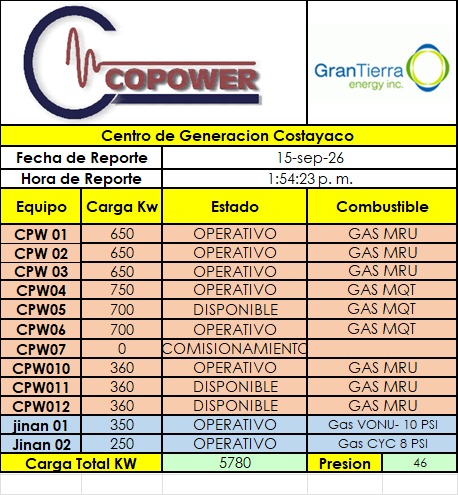 COPOWER
GranTierra
energy inc.
Centro de Generacion Costayaco
Fecha de Reporte 15-sep-26
Hora de Reporte 1:54:23 p. m.
Equipo Carga Kw Estado Combustible
CPW 01 650 OPERATIVO GAS MRU
CPW 02 650 OPERATIVO GAS MRU
CPW 03 650 OPERATIVO GAS MRU
CPW04 750 OPERATIVO GAS MQT
CPW05 700 DISPONIBLE GAS MQT
CPW06 700 OPERATIVO GAS MQT
CPW07 0 COMISIONAMIENTO
CPW010 360 OPERATIVO GAS MRU
CPW011 360 DISPONIBLE GAS MRU
CPW012 360 DISPONIBLE GAS MRU
jinan 01 350 OPERATIVO Gas VONU- 10 PSI
Jinan 02 250 OPERATIVO Gas CYC 8 PSI
Carga Total KW 5780 Presion 46